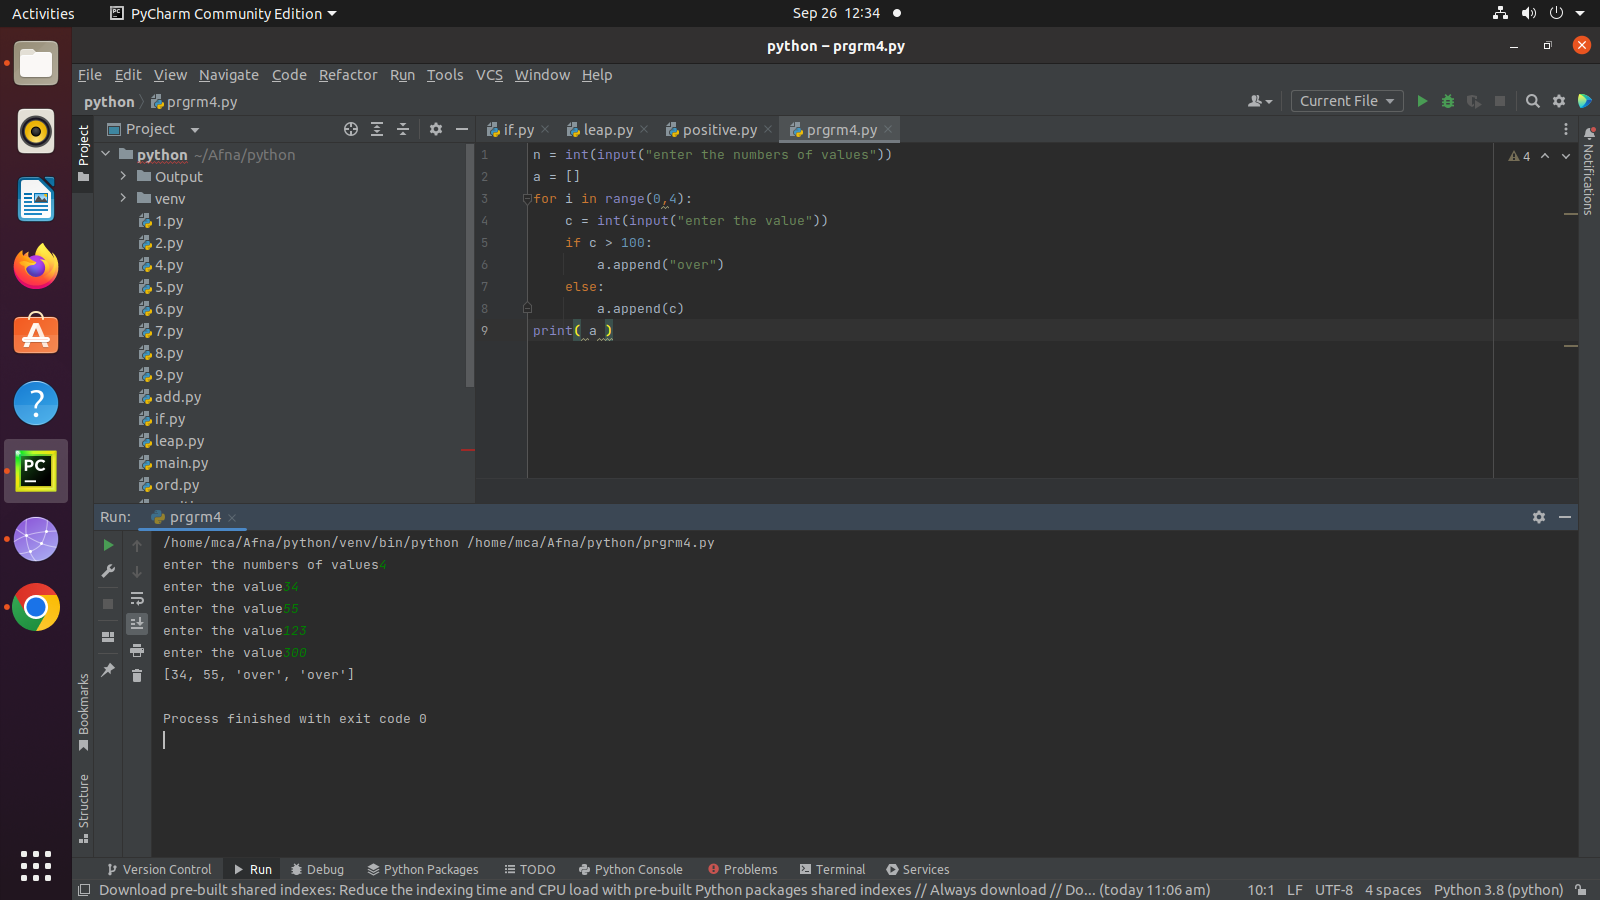 Activities PyCharm Community Edition Sep 26 12:34
python – prgrm4.py
File Edit View Navigate Code Refactor Run Tools VCS Window Help
python prgrm4.py Current File
Project if.py leap.py positive.py prgrm4.py
Project
Notifications
python ~/Afna/python
Output
venv
1.py
2.py
4.py
5.py
6.py
7.py
8.py
9.py
add.py
if.py
leap.py
main.py
ord.py
1 n = int(input("enter the numbers of values"))
2 a = []
3 for i in range(0,4):
4 c = int(input("enter the value"))
5 if c > 100:
6 a.append("over")
7 else:
8 a.append(c)
9 print( a )
4
Run: prgrm4
/home/mca/Afna/python/venv/bin/python /home/mca/Afna/python/prgrm4.py
enter the numbers of values4
enter the value34
enter the value55
enter the value123
enter the value300
[34, 55, 'over', 'over']
Process finished with exit code 0
Bookmarks
Structure
Version Control Run Debug Python Packages TODO Python Console Problems Terminal Services
Download pre-built shared indexes: Reduce the indexing time and CPU load with pre-built Python packages shared indexes // Always download // Do... (today 11:06 am) 10:1 LF UTF-8 4 spaces Python 3.8 (python)